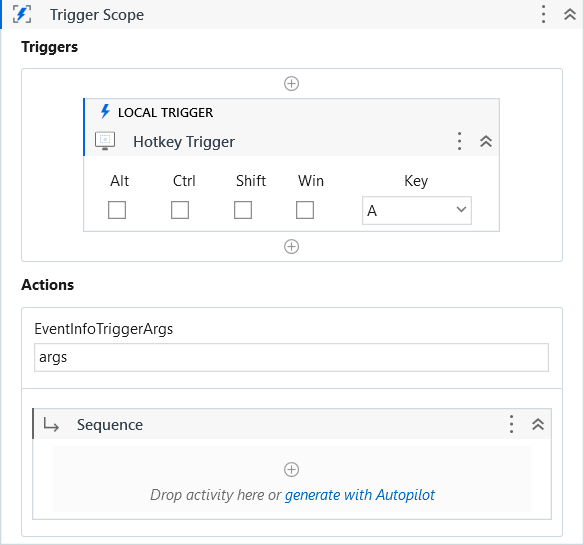 Trigger Scope
Triggers
LOCAL TRIGGER
Hotkey Trigger
Alt Ctrl Shift Win Key
A
Actions
EventInfoTriggerArgs
args
Sequence
Drop activity here or generate with Autopilot